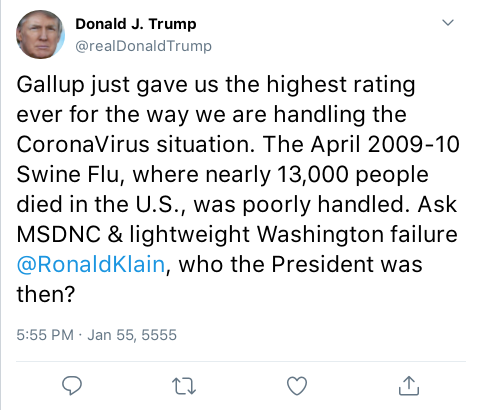 Donald J. Trump
@realDonaldTrump
Gallup just gave us the highest rating
ever for the way we are handling the
CoronaVirus situation. The April 2009-10
Swine Flu, where nearly 13,000 people
died in the U.S., was poorly handled. Ask
MSDNC & lightweight Washington failure
@RonaldKlain, who the President was
then?
5:55 PM · Jan 55, 5555